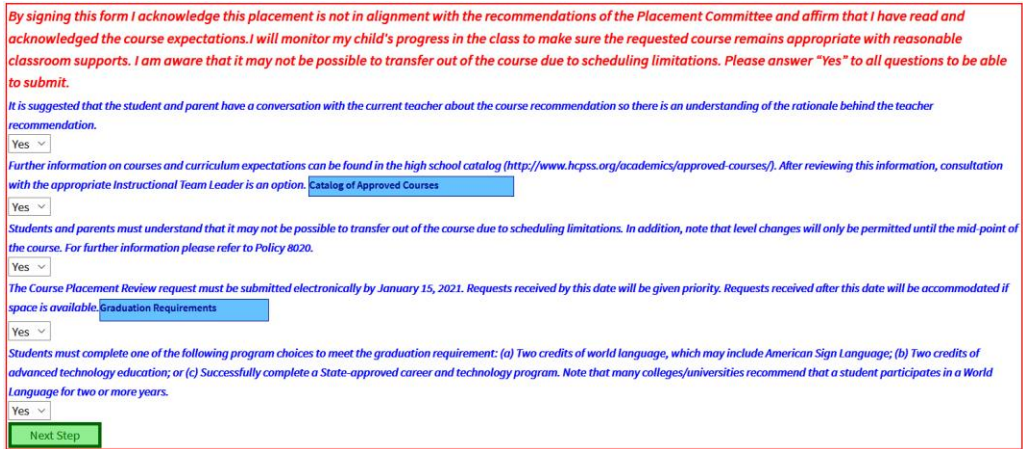 By signing this form I acknowledge this placement is not in alignment with the recommendations of the Placement Committee and affirm that I have read and
acknowledged the course expectations.I will monitor my child's progress in the class to make sure the requested course remains appropriate with reasonable
classroom supports. I am aware that it may not be possible to transfer out of the course due to scheduling limitations. Please answer “Yes” to all questions to be able
to submit.
It is suggested that the student and parent have a conversation with the current teacher about the course recommendation so there is an understanding of the rationale behind the teacher
recommendation.
Yes
Further information on courses and curriculum expectations can be found in the high school catalog (http://www.hcpss.org/academics/approved-courses/). After reviewing this information, consultation
with the appropriate Instructional Team Leader is an option. Catalog of Approved Courses
Yes
Students and parents must understand that it may not be possible to transfer out of the course due to scheduling limitations. In addition, note that level changes will only be permitted until the mid-point of
the course. For further information please refer to Policy 8020.
Yes
The Course Placement Review request must be submitted electronically by January 15, 2021. Requests received by this date will be given priority. Requests received after this date will be accommodated if
space is available. Graduation Requirements
Yes
Students must complete one of the following program choices to meet the graduation requirement: (a) Two credits of world language, which may include American Sign Language; (b) Two credits of
advanced technology education; or (c) Successfully complete a State-approved career and technology program. Note that many colleges/universities recommend that a student participates in a World
Language for two or more years.
Yes
Next Step